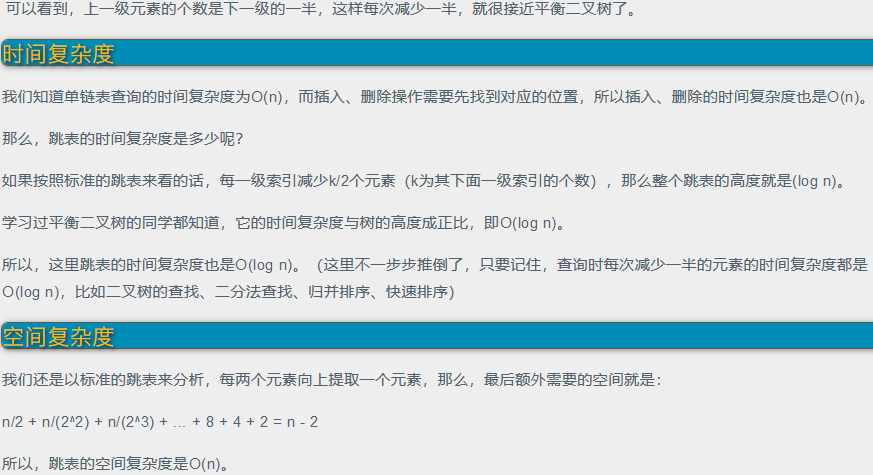 可以看到，上一级元素的个数是下一级的一半，这样每次减少一半，就很接近平衡二叉树了。
时间复杂度
我们知道单链表查询的时间复杂度为O(n)，而插入、删除操作需要先找到对应的位置，所以插入、删除的时间复杂度也是O(n)。
那么，跳表的时间复杂度是多少呢？
如果按照标准的跳表来看的话，每一级索引减少k/2个元素（k为其下面一级索引的个数），那么整个跳表的高度就是(log n)。
学习过平衡二叉树的同学都知道，它的时间复杂度与树的高度成正比，即O(log n)。
所以，这里跳表的时间复杂度也是O(log n)。（这里不一步步推倒了，只要记住，查询时每次减少一半的元素的时间复杂度都是
O(log n)，比如二叉树的查找、二分法查找、归并排序、快速排序）
空间复杂度
我们还是以标准的跳表来分析，每两个元素向上提取一个元素，那么，最后额外需要的空间就是：
n/2 + n/(2^2) + n/(2^3) + ... + 8 + 4 + 2 = n - 2
所以，跳表的空间复杂度是O(n)。